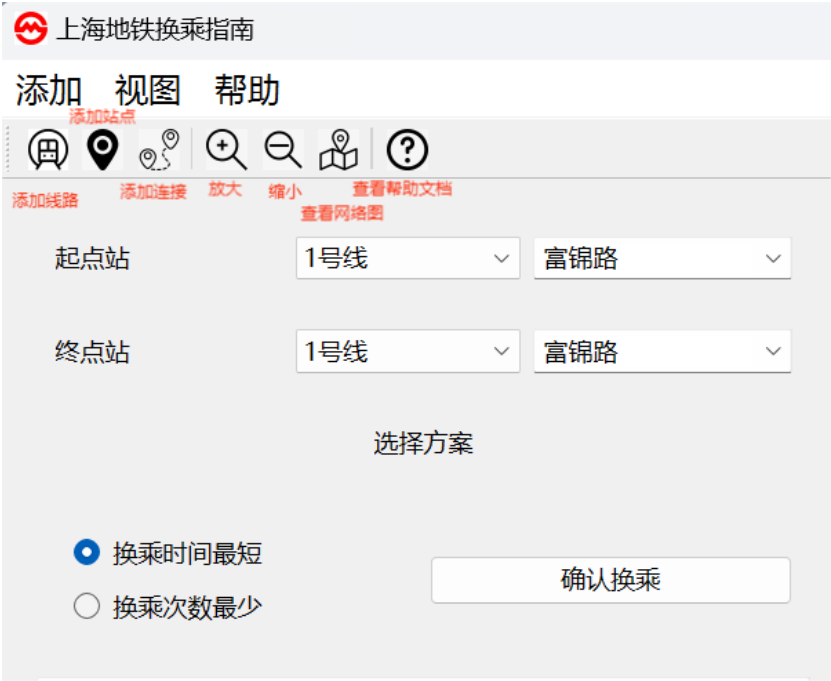 上海地铁换乘指南
添加 视图 帮助
添加站点
添加线路 添加连接 放大 缩小 查看帮助文档
查看网络图
起点站 1号线 富锦路
终点站 1号线 富锦路
选择方案
换乘时间最短
确认换乘
换乘次数最少